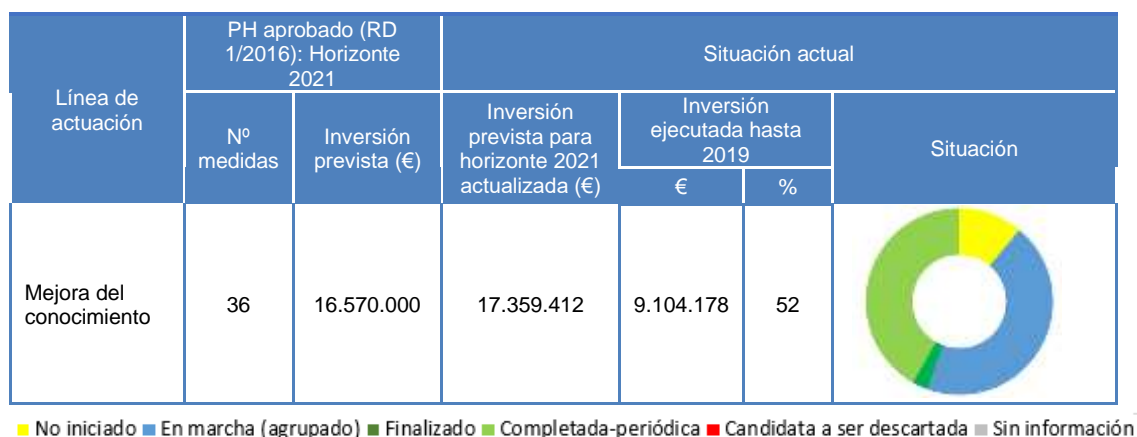 Línea de
actuación
PH aprobado (RD
1/2016): Horizonte
2021
Situación actual
Nº
medidas
Inversión
prevista (€)
Inversión
prevista para
horizonte 2021
actualizada (€)
Inversión
ejecutada hasta
2019
€
%
Situación
Mejora del
conocimiento
36
16.570.000
17.359.412
9.104.178
52
No iniciado En marcha (agrupado) Finalizado Completada-periódica Candidata a ser descartada Sin información